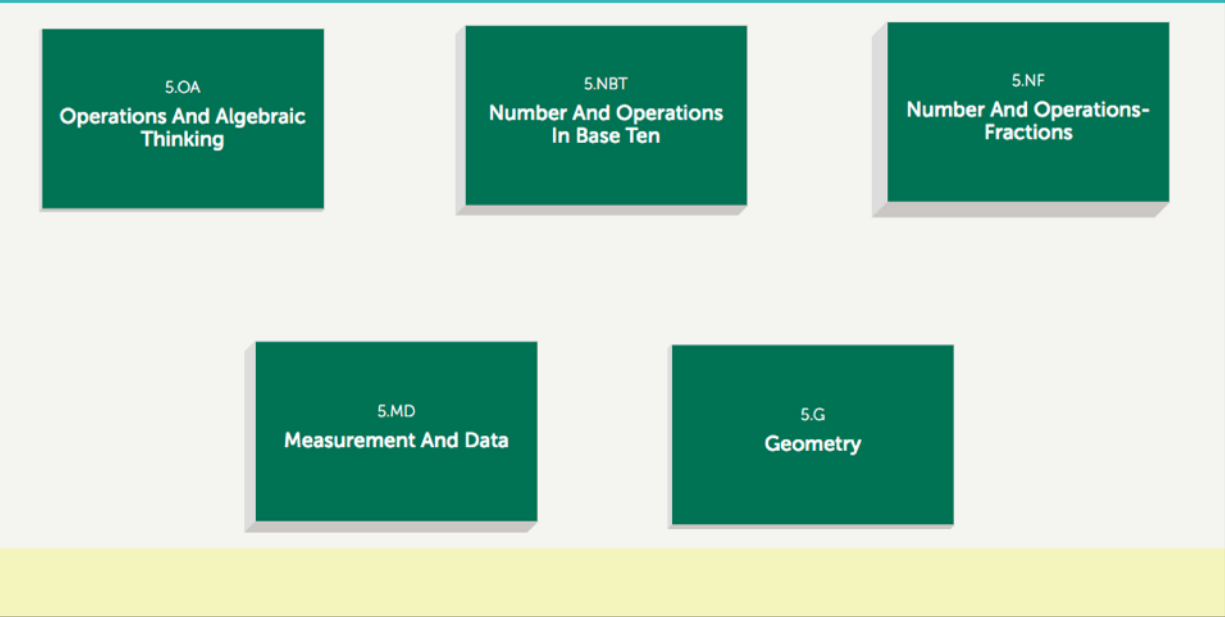 5.OA
Operations And Algebraic
Thinking
5.NBT
Number And Operations
In Base Ten
5.NF
Number And Operations-
Fractions
5.MD
Measurement And Data
5.G
Geometry